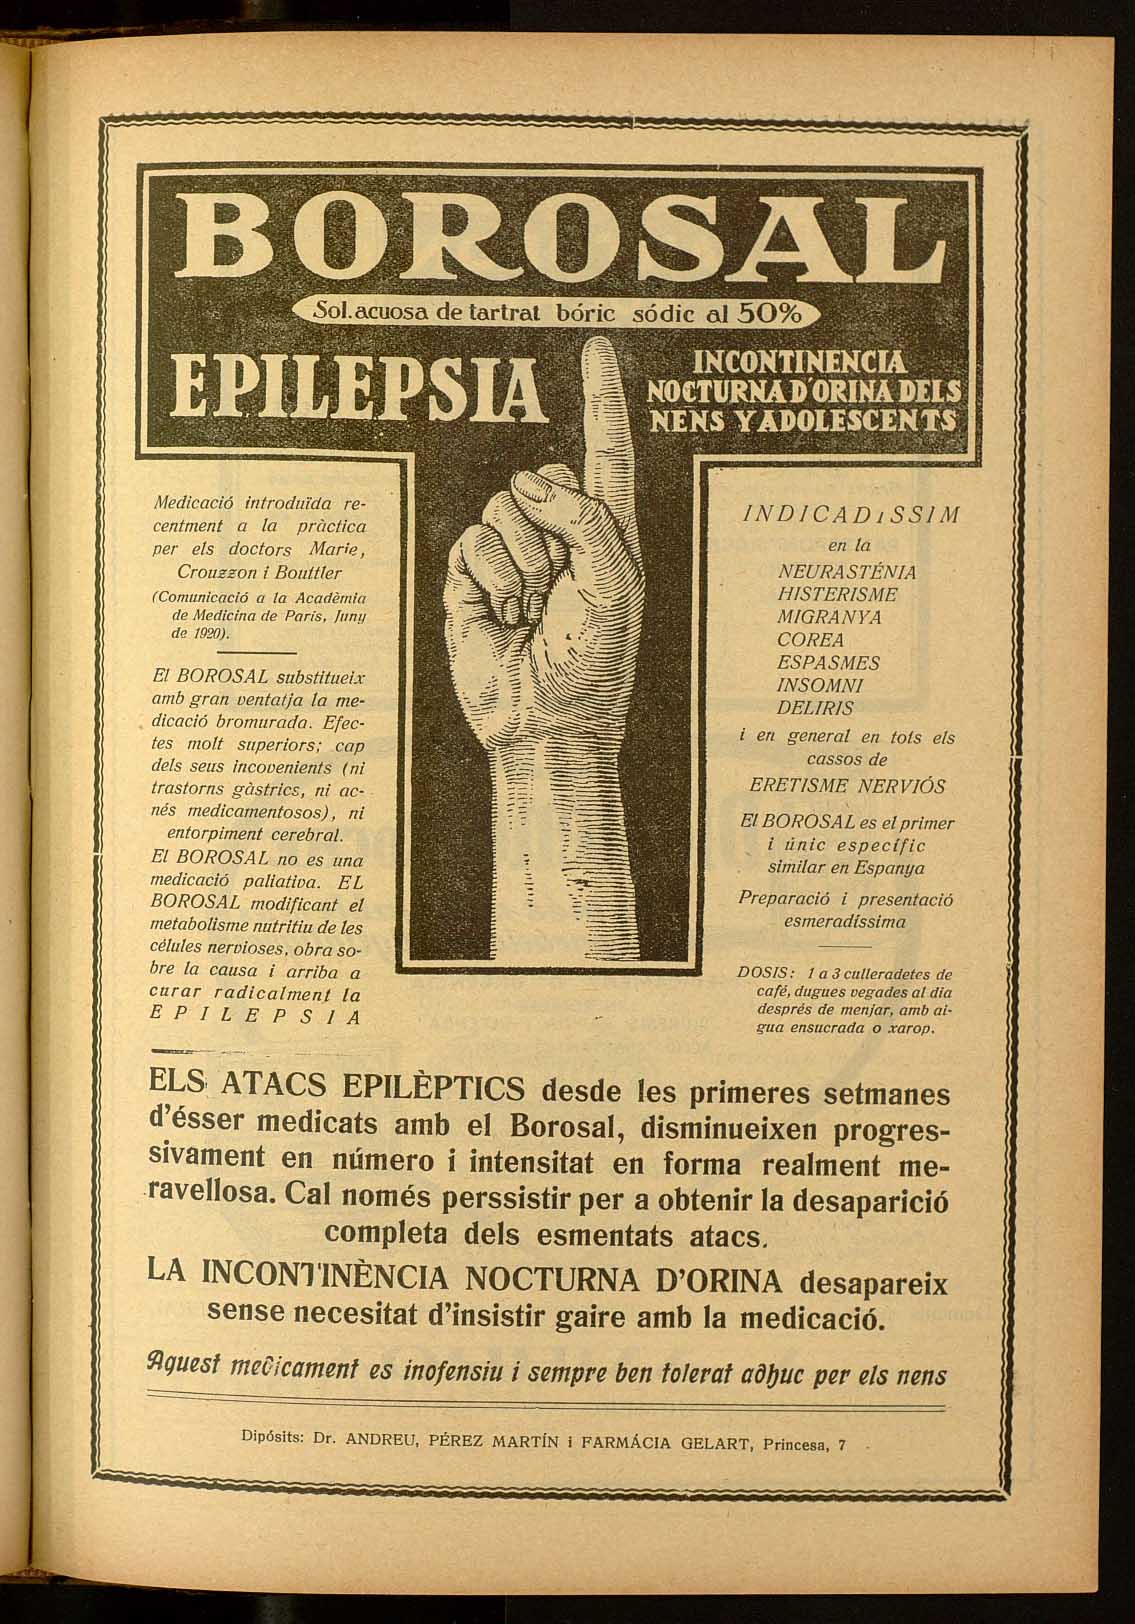 BOROSAL
Sol. acuosa de tartrat bóric sódic al 50%
EPILEPSIA
INCONTINENCIA
NOCTURNA D'ORINA DELS
NENS Y ADOLESCENTS
Medicació introduïda re-
centment a la pràctica
per els doctors Marie,
Crouzzon i Bouttler
(Comunicació a la Acadèmia
de Medicina de París, Juny
de 1920).
El BOROSAL substitueix
amb gran ventatja la me-
dicació bromurada. Efec-
tes molt superiors; cap
dels seus incovenients (ni
trastorns gàstrics, ni ac-
nés medicamentosos), ni
entorpiment cerebral.
El BOROSAL no es una
medicació paliativa. EL
BOROSAL modificant el
metabolisme nutritiu de les
célules nervioses, obra so-
bre la causa i arriba a
curar radicalment la
EPILEPSIA
INDICADiSSIM
en la
NEURASTÉNIA
HISTERISME
MIGRANYA
COREA
ESPASMES
INSOMNI
DELIRIS
i en general en tots els
cassos de
ERETISME NERVIÓS
El BOROSAL es el primer
i únic específic
similar en Espanya
Preparació i presentació
esmeradíssima
DOSIS: 1 a 3 culleradetes de
café, dugues vegades al dia
després de menjar, amb ai-
gua ensucrada o xarop.
ELS ATACS EPILÈPTICS desde les primeres setmanes
d'ésser medicats amb el Borosal, disminueixen progres-
sivament en número i intensitat en forma realment me-
ravellosa. Cal només perssistir per a obtenir la desaparició
completa dels esmentats atacs.
LA INCONTINÈNCIA NOCTURNA D'ORINA desapareix
sense necesitat d'insistir gaire amb la medicació.
Aquest medicament es inofensiu i sempre ben tolerat adhuc per els nens
Dipósits: Dr. ANDREU, PÉREZ MARTÍN i FARMÁCIA GELART, Princesa, 7